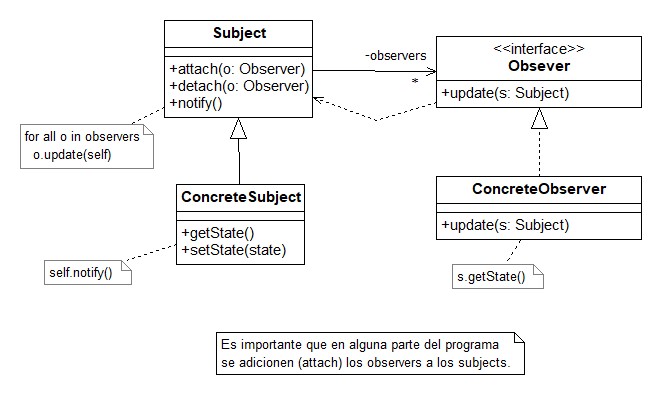 Subject
+attach(o: Observer)
+detach(o: Observer)
+notify()
-observers
*
<<interface>>
Obsever
+update(s: Subject)
for all o in observers
o.update(self)
ConcreteSubject
+getState()
+setState(state)
ConcreteObserver
+update(s: Subject)
self.notify()
s.getState()
Es importante que en alguna parte del programa
se adicionen (attach) los observers a los subjects.